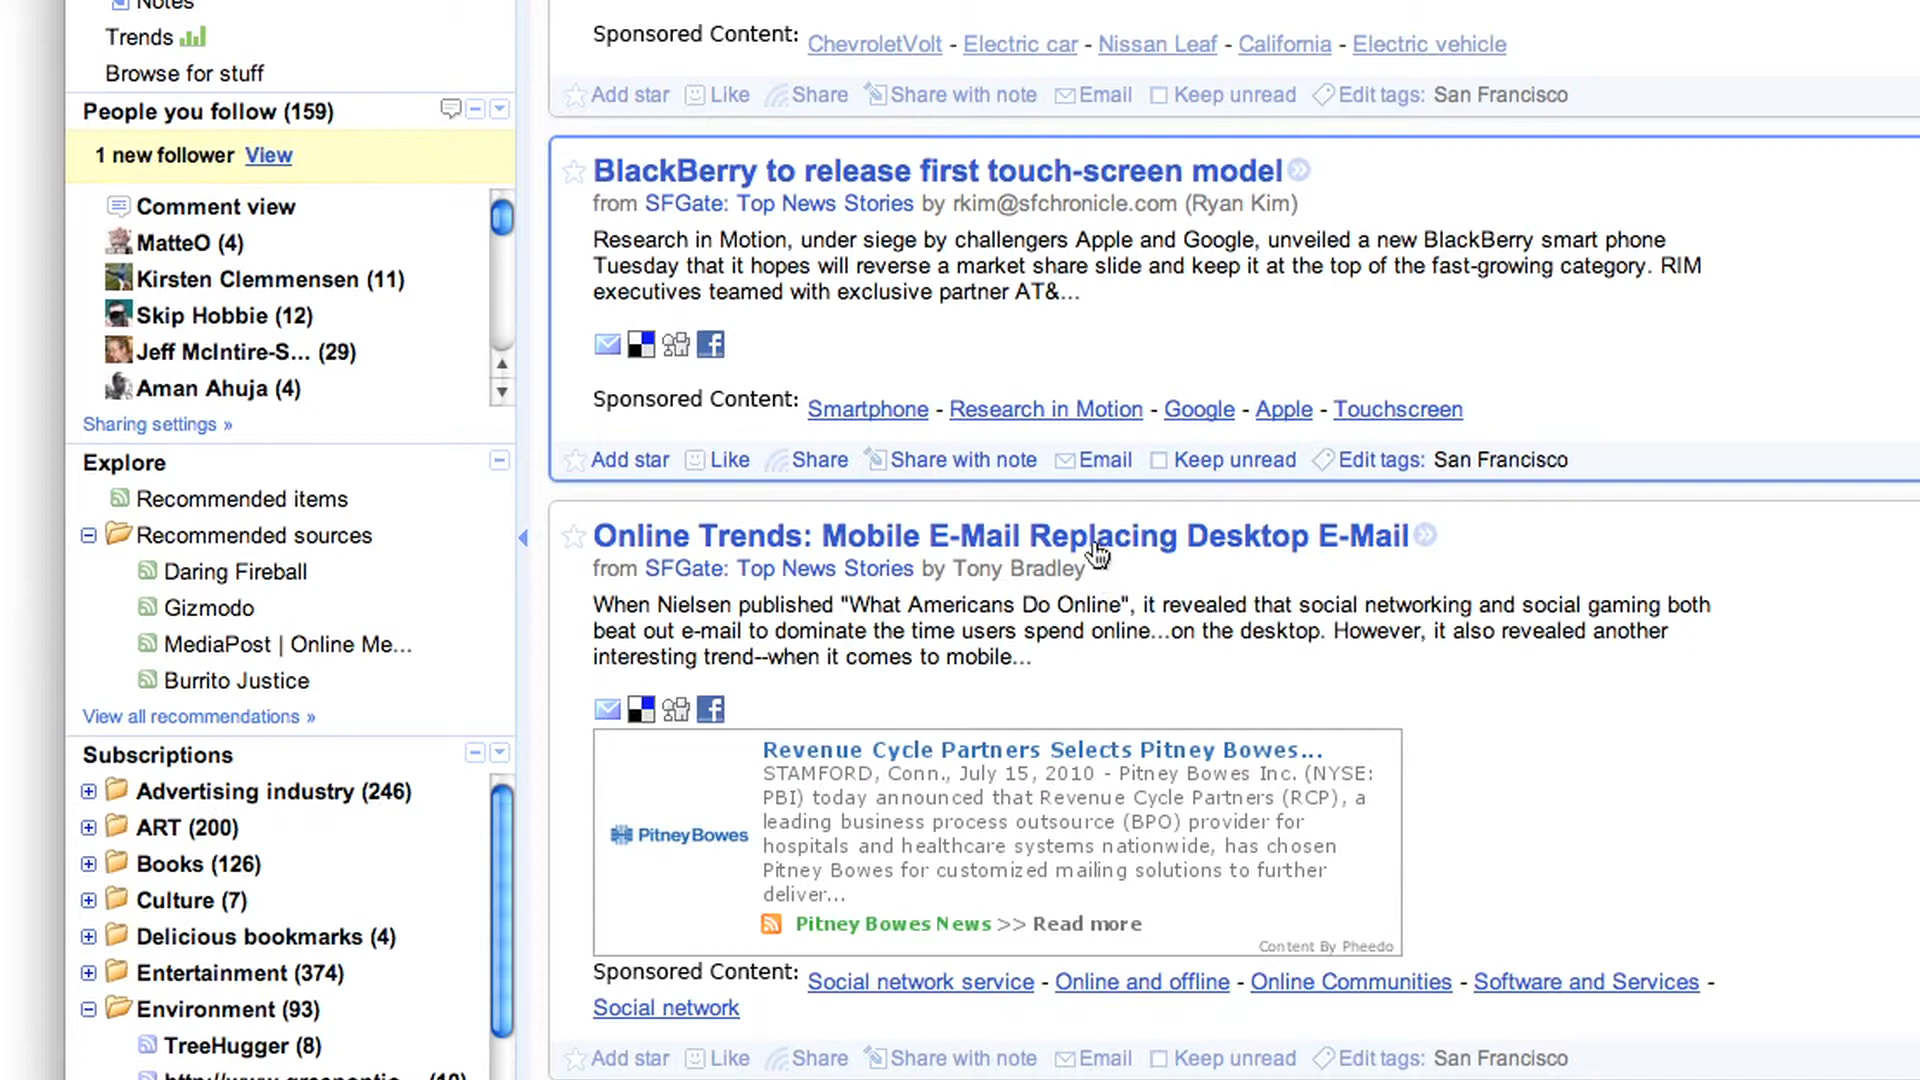 Notes
Trends
Browse for stuff
People you follow (159)
1 new follower View
Comment view
MatteO (4)
Kirsten Clemmensen (11)
Skip Hobbie (12)
Jeff McIntire-S... (29)
Aman Ahuja (4)
Sharing settings »
Explore
Recommended items
Recommended sources
Daring Fireball
Gizmodo
MediaPost | Online Me...
Burrito Justice
View all recommendations »
Subscriptions
Advertising industry (246)
ART (200)
Books (126)
Culture (7)
Delicious bookmarks (4)
Entertainment (374)
Environment (93)
TreeHugger (8)
Sponsored Content: ChevroletVolt - Electric car - Nissan Leaf - California - Electric vehicle
Add star Like Share Share with note Email Keep unread Edit tags: San Francisco
BlackBerry to release first touch-screen model
from SFGate: Top News Stories by rkim@sfchronicle.com (Ryan Kim)
Research in Motion, under siege by challengers Apple and Google, unveiled a new BlackBerry smart phone
Tuesday that it hopes will reverse a market share slide and keep it at the top of the fast-growing category. RIM
executives teamed with exclusive partner AT&...
Sponsored Content: Smartphone - Research in Motion - Google - Apple - Touchscreen
Add star Like Share Share with note Email Keep unread Edit tags: San Francisco
Online Trends: Mobile E-Mail Replacing Desktop E-Mail
from SFGate: Top News Stories by Tony Bradley
When Nielsen published "What Americans Do Online", it revealed that social networking and social gaming both
beat out e-mail to dominate the time users spend online...on the desktop. However, it also revealed another
interesting trend--when it comes to mobile...
Revenue Cycle Partners Selects Pitney Bowes...
STAMFORD, Conn., July 15, 2010 - Pitney Bowes Inc. (NYSE:
PBI) today announced that Revenue Cycle Partners (RCP), a
leading business process outsource (BPO) provider for
PitneyBowes
hospitals and healthcare systems nationwide, has chosen
Pitney Bowes for customized mailing solutions to further
deliver...
Pitney Bowes News >> Read more
Content By Pheedo
Sponsored Content: Social network service - Online and offline - Online Communities - Software and Services -
Social network
Add star Like Share Share with note Email Keep unread Edit tags: San Francisco